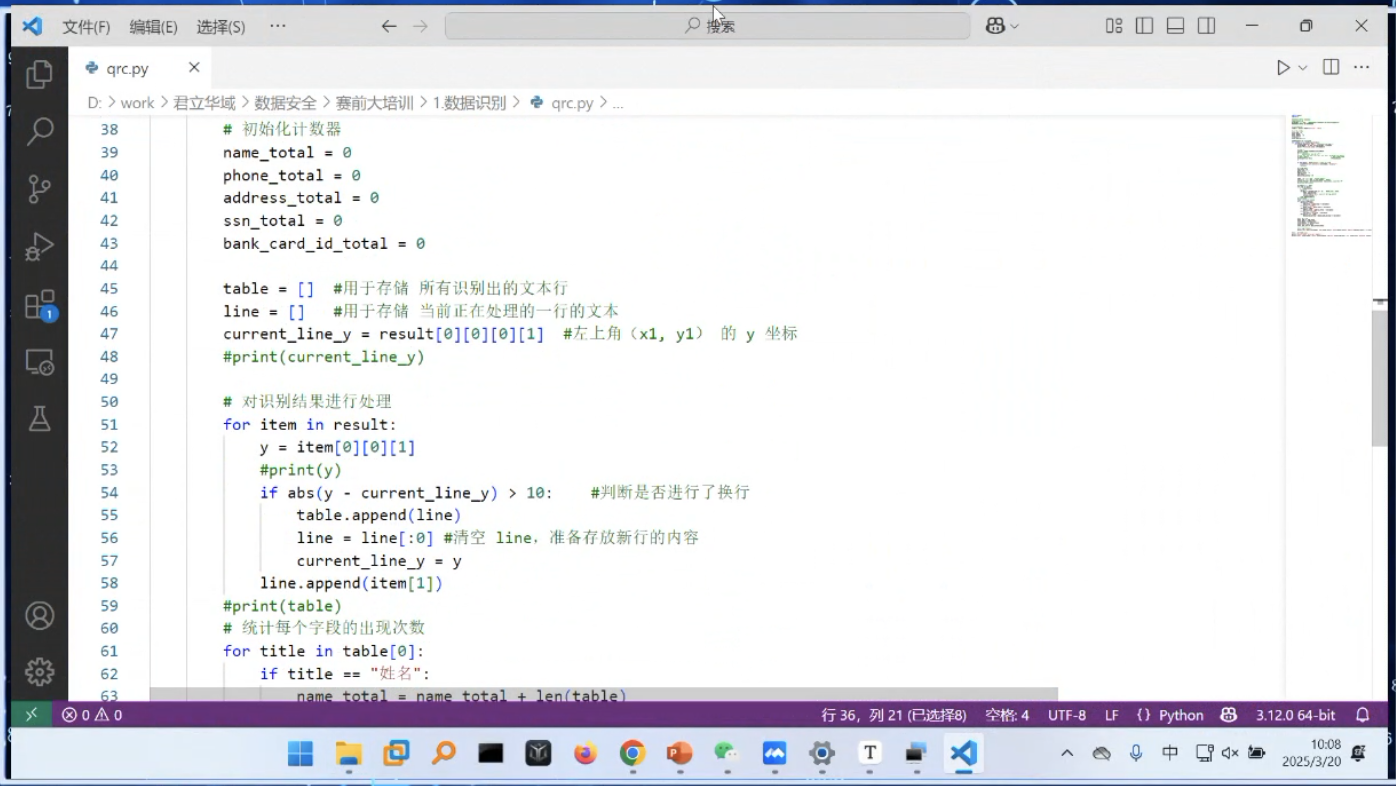 文件(F) 编辑(E) 选择(S) ··· 搜索
qrc.py
D: > work > 君立华域 > 数据安全 > 赛前大培训 > 1.数据识别 > qrc.py > ...
38 # 初始化计数器
39 name_total = 0
40 phone_total = 0
41 address_total = 0
42 ssn_total = 0
43 bank_card_id_total = 0
44
45 table = [] #用于存储 所有识别出的文本行
46 line = [] #用于存储 当前正在处理的一行的文本
47 current_line_y = result[0][0][0][1] #左上角（x1, y1） 的 y 坐标
48 #print(current_line_y)
49
50 # 对识别结果进行处理
51 for item in result:
52 y = item[0][0][1]
53 #print(y)
54 if abs(y - current_line_y) > 10: #判断是否进行了换行
55 table.append(line)
56 line = line[:0] #清空 line，准备存放新行的内容
57 current_line_y = y
58 line.append(item[1])
59 #print(table)
60 # 统计每个字段的出现次数
61 for title in table[0]:
62 if title == "姓名":
63 name_total = name_total + len(table)
1
0 0 行 36，列 21 (已选择8) 空格: 4 UTF-8 LF {} Python 3.12.0 64-bit
T 中 10:08
2025/3/20